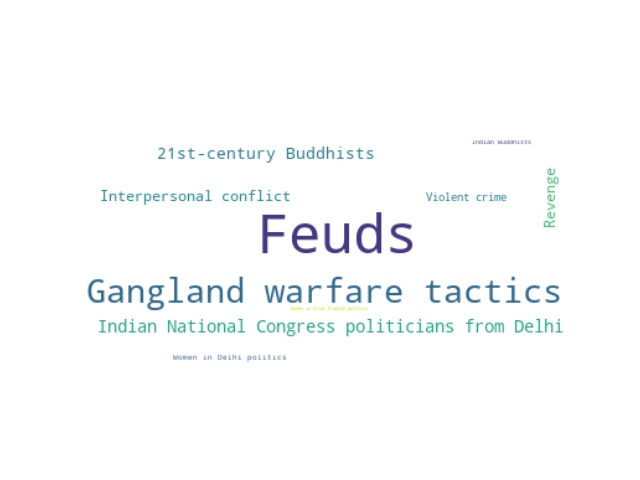 indian Buddhists
21st-century Buddhists
Interpersonal conflict
Violent crime
Revenge
Feuds
Gangland warfare tactics
Indian National Congress politicians from Delhi
Women in Delhi politics